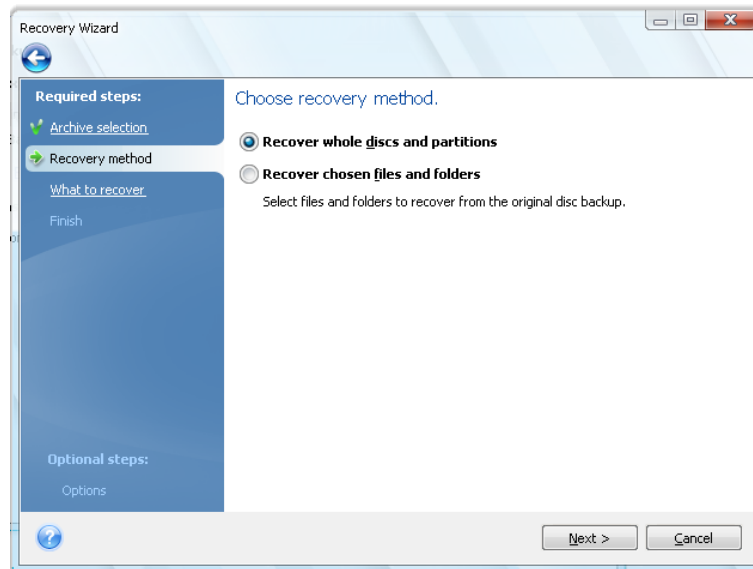 Recovery Wizard
Required steps:
Archive selection
Recovery method
What to recover
Finish
Optional steps:
Options
Choose recovery method.
Recover whole discs and partitions
Recover chosen files and folders
Select files and folders to recover from the original disc backup.
Next >
Cancel